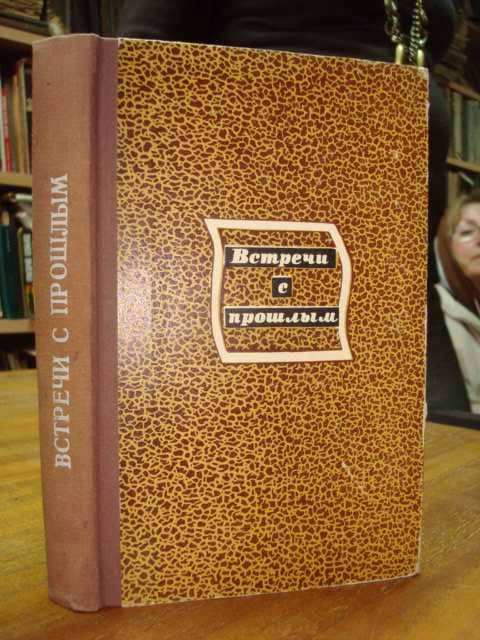 ВСТРЕЧИ С ПРОШЛЫМ
Встречи
с
прошлым